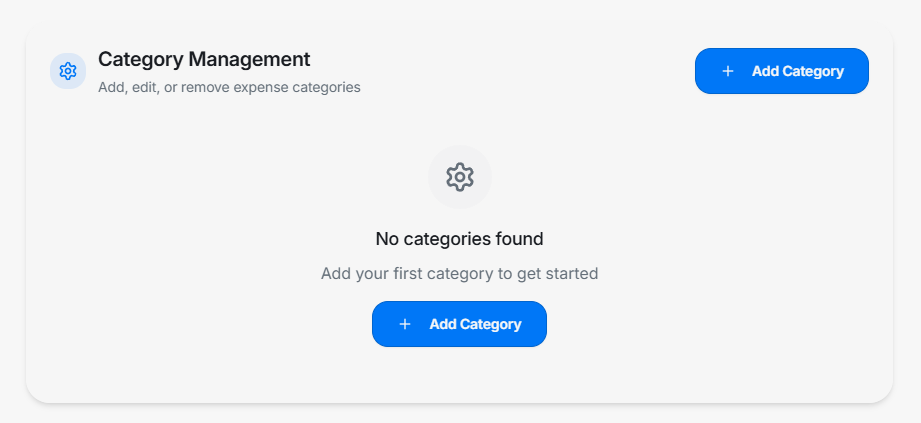 Category Management
Add, edit, or remove expense categories
Add Category
No categories found
Add your first category to get started
Add Category